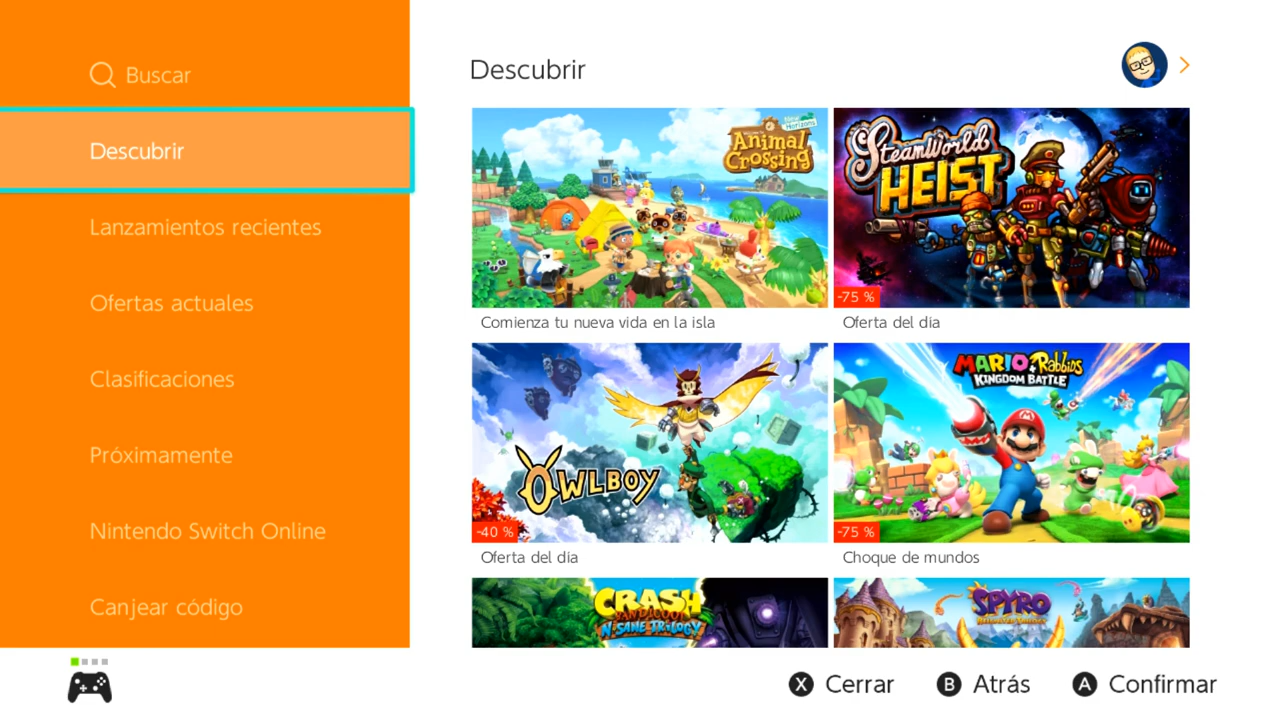 Buscar
Descubrir
Lanzamientos recientes
Ofertas actuales
Clasificaciones
Próximamente
Nintendo Switch Online
Canjear código
Descubrir
New
Horizons
Animal
Crossing
Comienza tu nueva vida en la isla
SteamWorld
HEIST
-75 %
Oferta del día
OWLBOY
-40 %
Oferta del día
MARIO + Rabbids
KINGDOM BATTLE
-75 %
Choque de mundos
CRASH
BANDICOOT
N. SANE TRILOGY
SPYRO
X Cerrar
B Atrás
A Confirmar